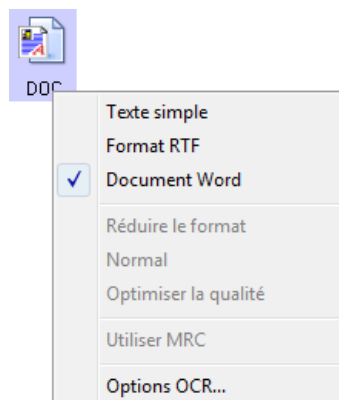 DOC
Texte simple
Format RTF
Document Word
Réduire le format
Normal
Optimiser la qualité
Utiliser MRC
Options OCR...